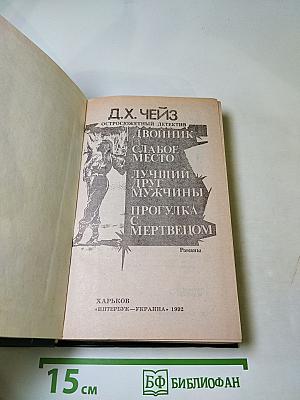 Д.Х. ЧЕЙЗ
ОСТРОСЮЖЕТНЫЙ ДЕТЕКТИВ
ДВОЙНИК
СЛАБОЕ
МЕСТО
ЛУЧШИЙ
ДРУГ
МУЖЧИНЫ
ПРОГУЛКА
С
МЕРТВЕЦОМ
Романы
ХАРЬКОВ
«ИНТЕРБУК—УКРАИНА» 1992
15 см
БФ БИБЛИОФАН